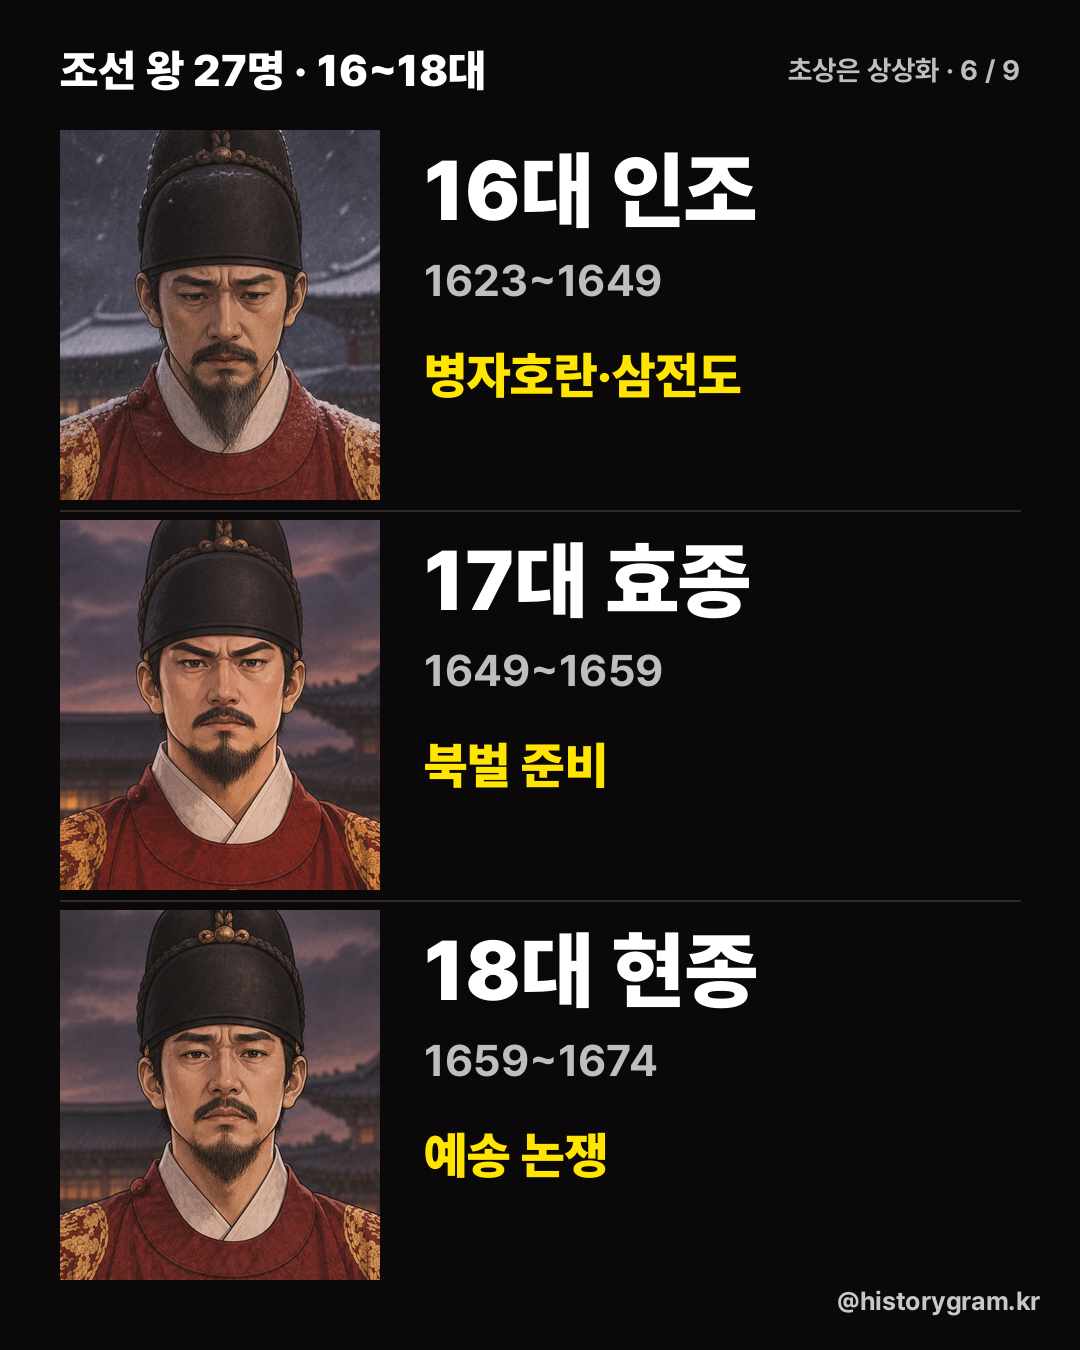 조선 왕 27명 · 16~18대
초상은 상상화 · 6 / 9
16대 인조
1623~1649
병자호란·삼전도
17대 효종
1649~1659
북벌 준비
18대 현종
1659~1674
예송 논쟁
@historygram.kr